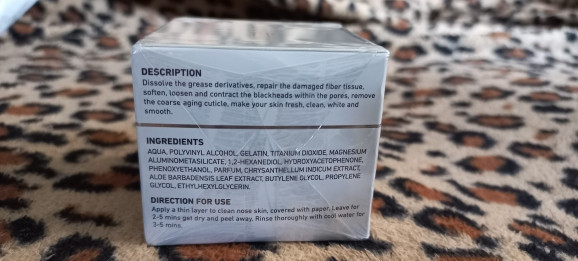 DESCRIPTION
Dissolve the grease derivatives, repair the damaged fiber tissue,
soften, loosen and contract the blackheads within the pores, remove
the coarse aging cuticle, make your skin fresh, clean, white and
smooth.
INGREDIENTS
AQUA, POLYVINYL ALCOHOL, GELATIN, TITANIUM DIOXIDE, MAGNESIUM
ALUMINOMETASILICATE, 1,2-HEXANEDIOL, HYDROXYACETOPHENONE,
PHENOXYETHANOL, PARFUM, CHRYSANTHELLUM INDICUM EXTRACT,
ALOE BARBADENSIS LEAF EXTRACT, BUTYLENE GLYCOL, PROPYLENE
GLYCOL, ETHYLHEXYLGLYCERIN.
DIRECTION FOR USE
Apply a thin layer to clean nose skin, covered with paper. Leave for
2-5 mins get dry and peel away. Rinse thoroughly with cool water for
3-5 mins.